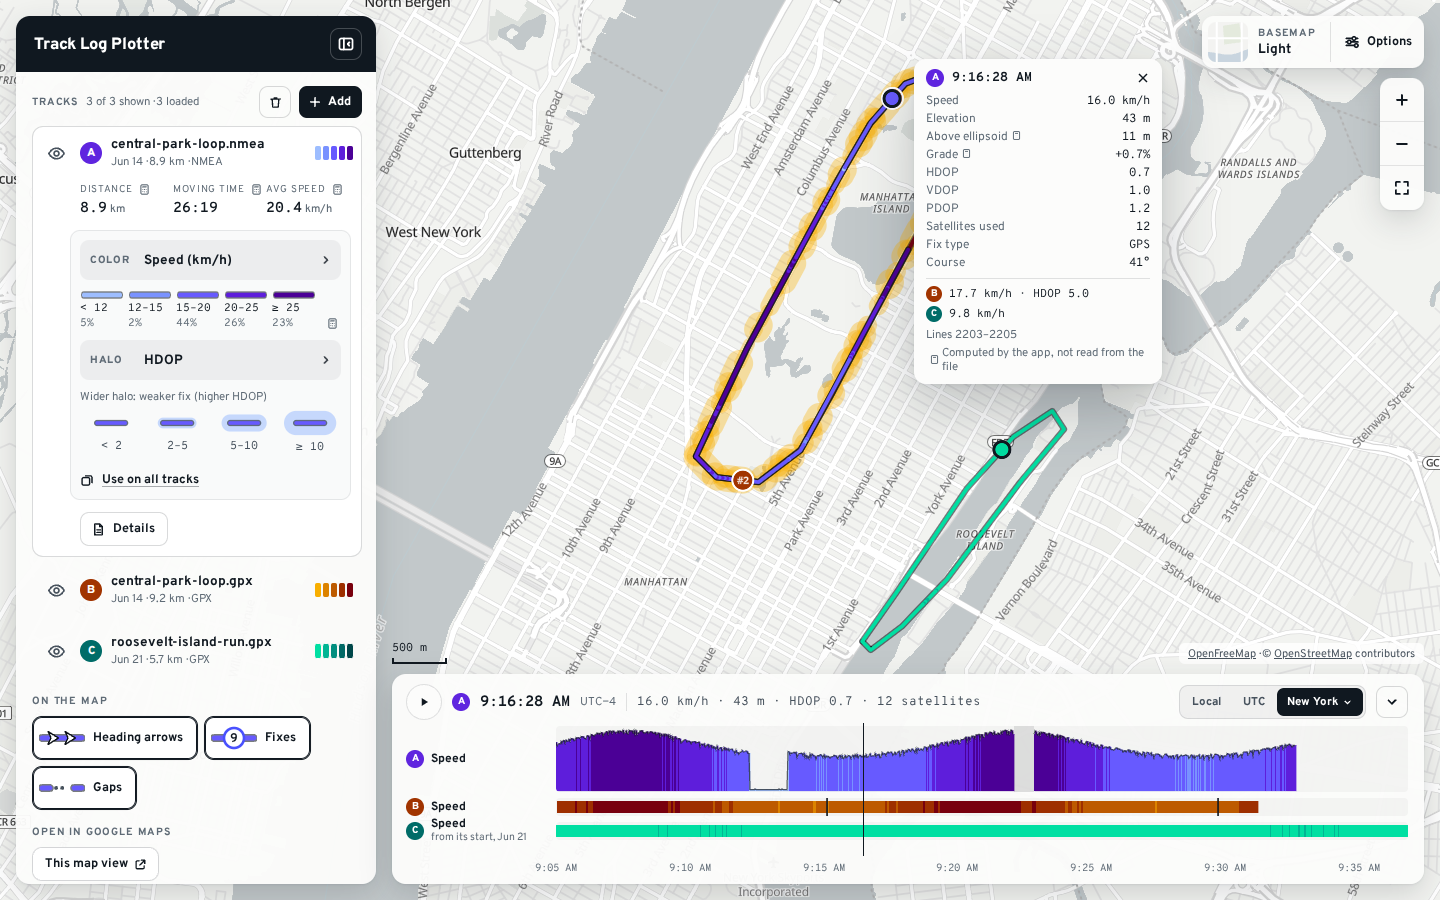 Track Log Plotter
TRACKS 3 of 3 shown · 3 loaded
Add
A central-park-loop.nmea
Jun 14 · 8.9 km · NMEA
DISTANCE MOVING TIME AVG SPEED
8.9 km 26:19 20.4 km/h
COLOR Speed (km/h)
< 12 12–15 15–20 20–25 ≥ 25
5% 2% 44% 26% 23%
HALO HDOP
Wider halo: weaker fix (higher HDOP)
< 2 2–5 5–10 ≥ 10
Use on all tracks
Details
B central-park-loop.gpx
Jun 14 · 9.2 km · GPX
C roosevelt-island-run.gpx
Jun 21 · 5.7 km · GPX
ON THE MAP
Heading arrows
9 Fixes
Gaps
OPEN IN GOOGLE MAPS
This map view
North Bergen
Bergenline Avenue
River Road
Guttenberg
West New York
West End Avenue
Amsterdam Avenue
Columbus Avenue
MANHATTAN
ISLAND
9A
#2
12th Avenue
10th Avenue
9th Avenue
5th Avenue
Park Avenue
3rd Avenue
2nd Avenue
York Avenue
1st Avenue
MANHATTAN
ROOSEVELT
ISLAND
Vernon Boulevard
RANDALLS AND
WARDS ISLANDS
21st Street
Crescent Street
31st Street
34th Avenue
35th Avenue
Steinway Street
500 m
A 9:16:28 AM
Speed 16.0 km/h
Elevation 43 m
Above ellipsoid 11 m
Grade +0.7%
HDOP 0.7
VDOP 1.0
PDOP 1.2
Satellites used 12
Fix type GPS
Course 41°
B 17.7 km/h · HDOP 5.0
C 9.8 km/h
Lines 2203–2205
Computed by the app, not read from the
file
BASEMAP
Light
Options
OpenFreeMap · © OpenStreetMap contributors
A 9:16:28 AM UTC−4 16.0 km/h · 43 m · HDOP 0.7 · 12 satellites
Local UTC New York
A Speed
B Speed
C Speed
from its start, Jun 21
9:05 AM 9:10 AM 9:15 AM 9:20 AM 9:25 AM 9:30 AM 9:35 AM
Incorporated